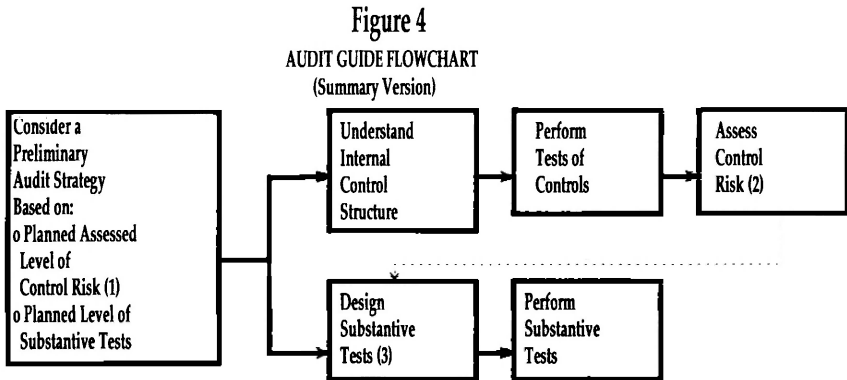 Figure 4
AUDIT GUIDE FLOWCHART
(Summary Version)
Consider a
Preliminary
Audit Strategy
Based on:
o Planned Assessed
Level of
Control Risk (1)
o Planned Level of
Substantive Tests
Understand
Internal
Control
Structure
Perform
Tests of
Controls
Assess
Control
Risk (2)
Design
Substantive
Tests (3)
Perform
Substantive
Tests